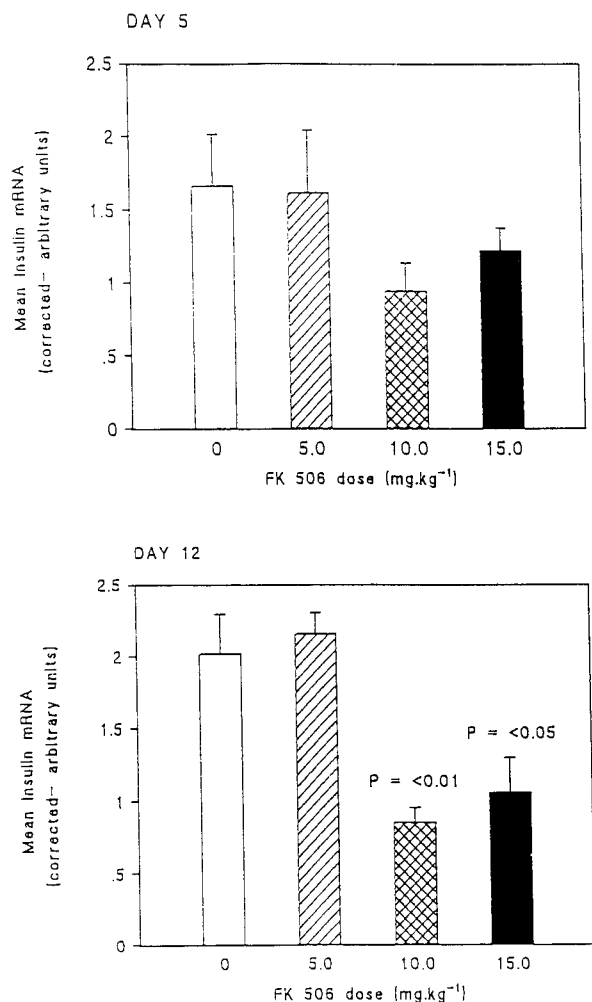 DAY 5
Mean Insulin mRNA
(corrected- arbitrary units)
2.5
2
1.5
1
.5
0
0 5.0 10.0 15.0
FK 506 dose (mg.kg⁻¹)
DAY 12
Mean Insulin mRNA
(corrected- arbitrary units)
2.5
2
1.5
1
.5
0
P = <0.05
P = <0.01
0 5.0 10.0 15.0
FK 506 dose (mg.kg⁻¹)